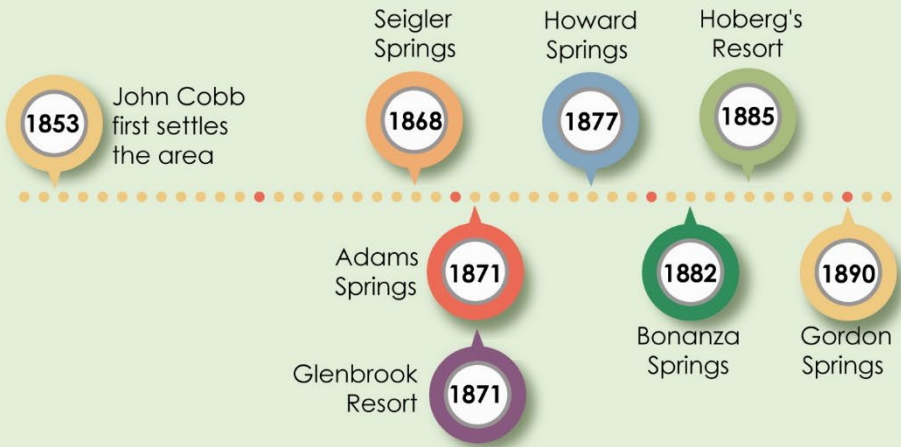 1853
John Cobb
first settles
the area
Seigler
Springs
1868
Howard
Springs
1877
Hoberg's
Resort
1885
Adams
Springs
1871
Glenbrook
Resort
1871
1882
Bonanza
Springs
1890
Gordon
Springs